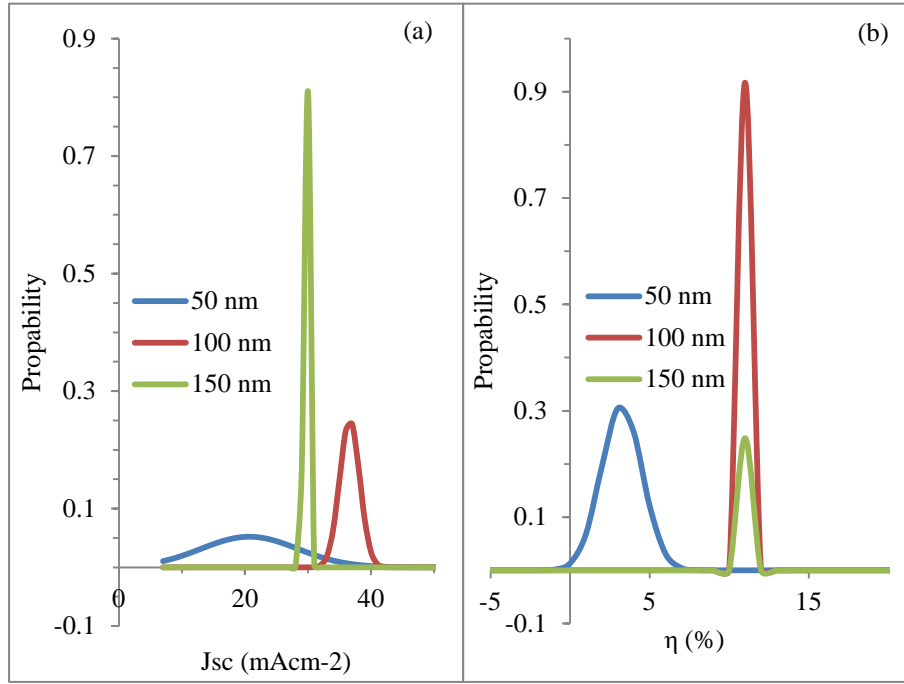 (a)
0.9
0.7
0.5
0.3
0.1
-0.1
Propability
50 nm
100 nm
150 nm
0
20
40
Jsc (mAcm-2)
(b)
0.9
0.7
0.5
0.3
0.1
-0.1
Propability
50 nm
100 nm
150 nm
-5
5
15
η (%)